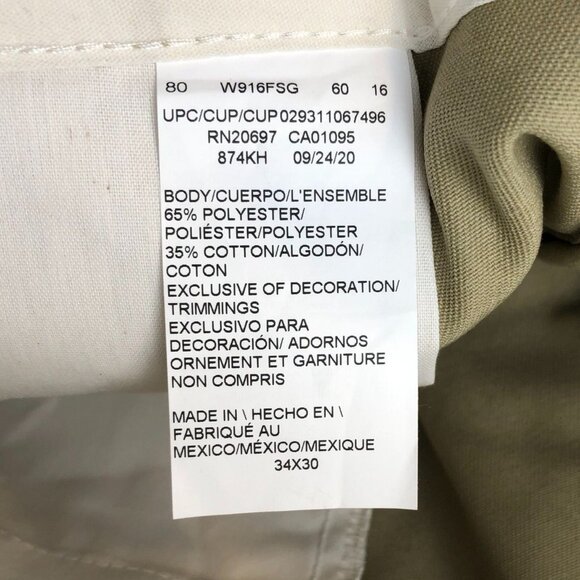 80 W916FSG 60 16
UPC/CUP/CUP029311067496
RN20697 CA01095
874KH 09/24/20
BODY/CUERPO/L'ENSEMBLE
65% POLYESTER/
POLIÉSTER/POLYESTER
35% COTTON/ALGODÓN/
COTON
EXCLUSIVE OF DECORATION/
TRIMMINGS
EXCLUSIVO PARA
DECORACIÓN/ ADORNOS
ORNEMENT ET GARNITURE
NON COMPRIS
MADE IN \ HECHO EN \
FABRIQUÉ AU
MEXICO/MÉXICO/MEXIQUE
34X30